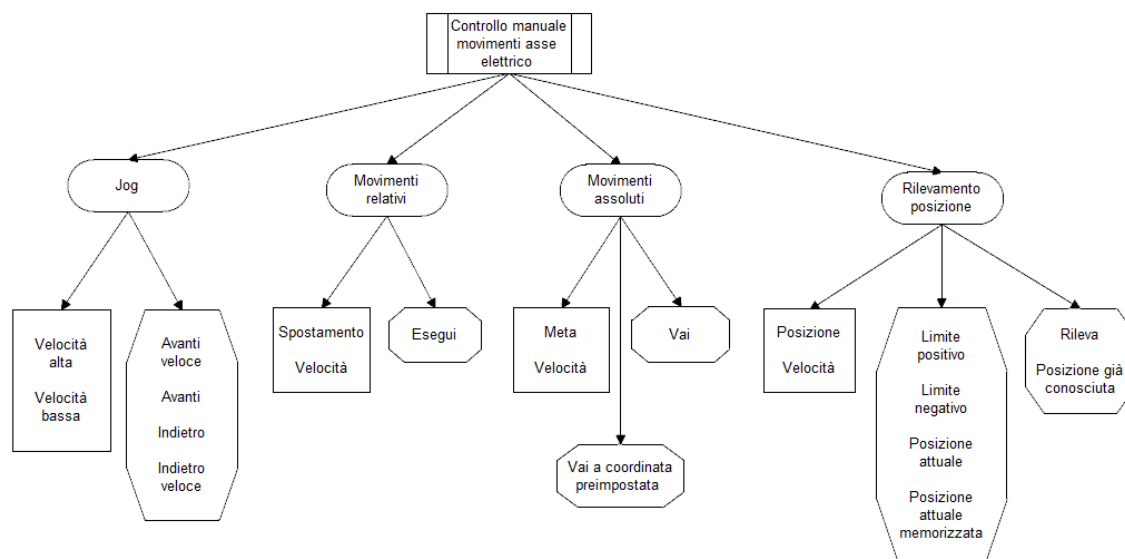 Controllo manuale
movimenti asse
elettrico
Jog
Movimenti
relativi
Movimenti
assoluti
Rilevamento
posizione
Velocità
alta
Velocità
bassa
Avanti
veloce
Avanti
Indietro
Indietro
veloce
Spostamento
Velocità
Esegui
Meta
Velocità
Vai
Vai a coordinata
preimpostata
Posizione
Velocità
Limite
positivo
Limite
negativo
Posizione
attuale
Posizione
attuale
memorizzata
Rileva
Posizione già
conosciuta